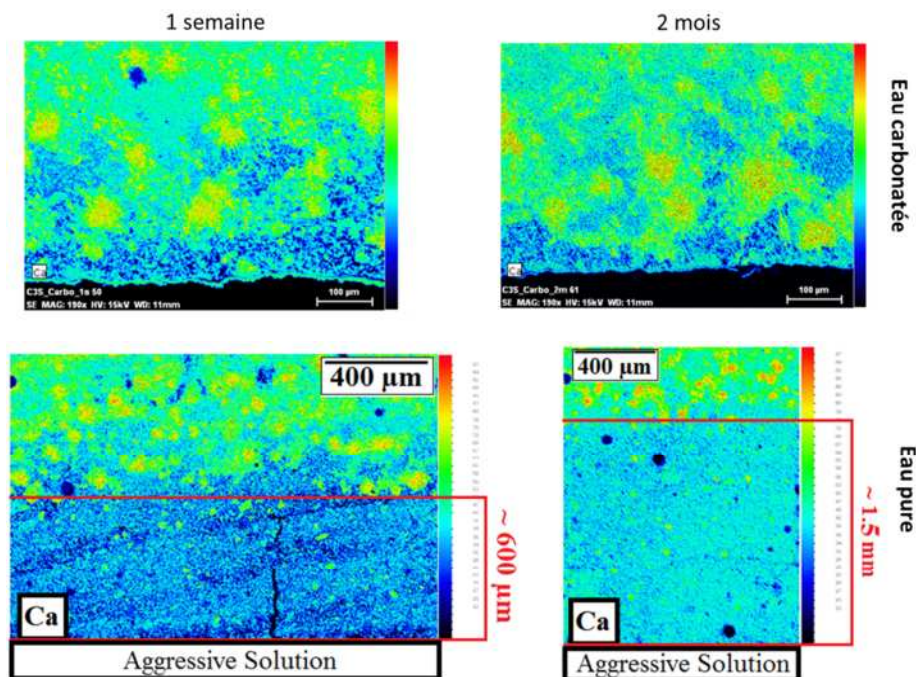 1 semaine
2 mois
Eau carbonatée
Ca
C3S_Carbo_1s 50
SE MAG: 190x HV: 15kV WD: 11mm
100 µm
Ca
C3S_Carbo_2m 61
SE MAG: 190x HV: 15kV WD: 11mm
100 µm
400 µm
~ 600 µm
Ca
Aggressive Solution
400 µm
~ 1.5 mm
Ca
Aggressive Solution
Eau pure